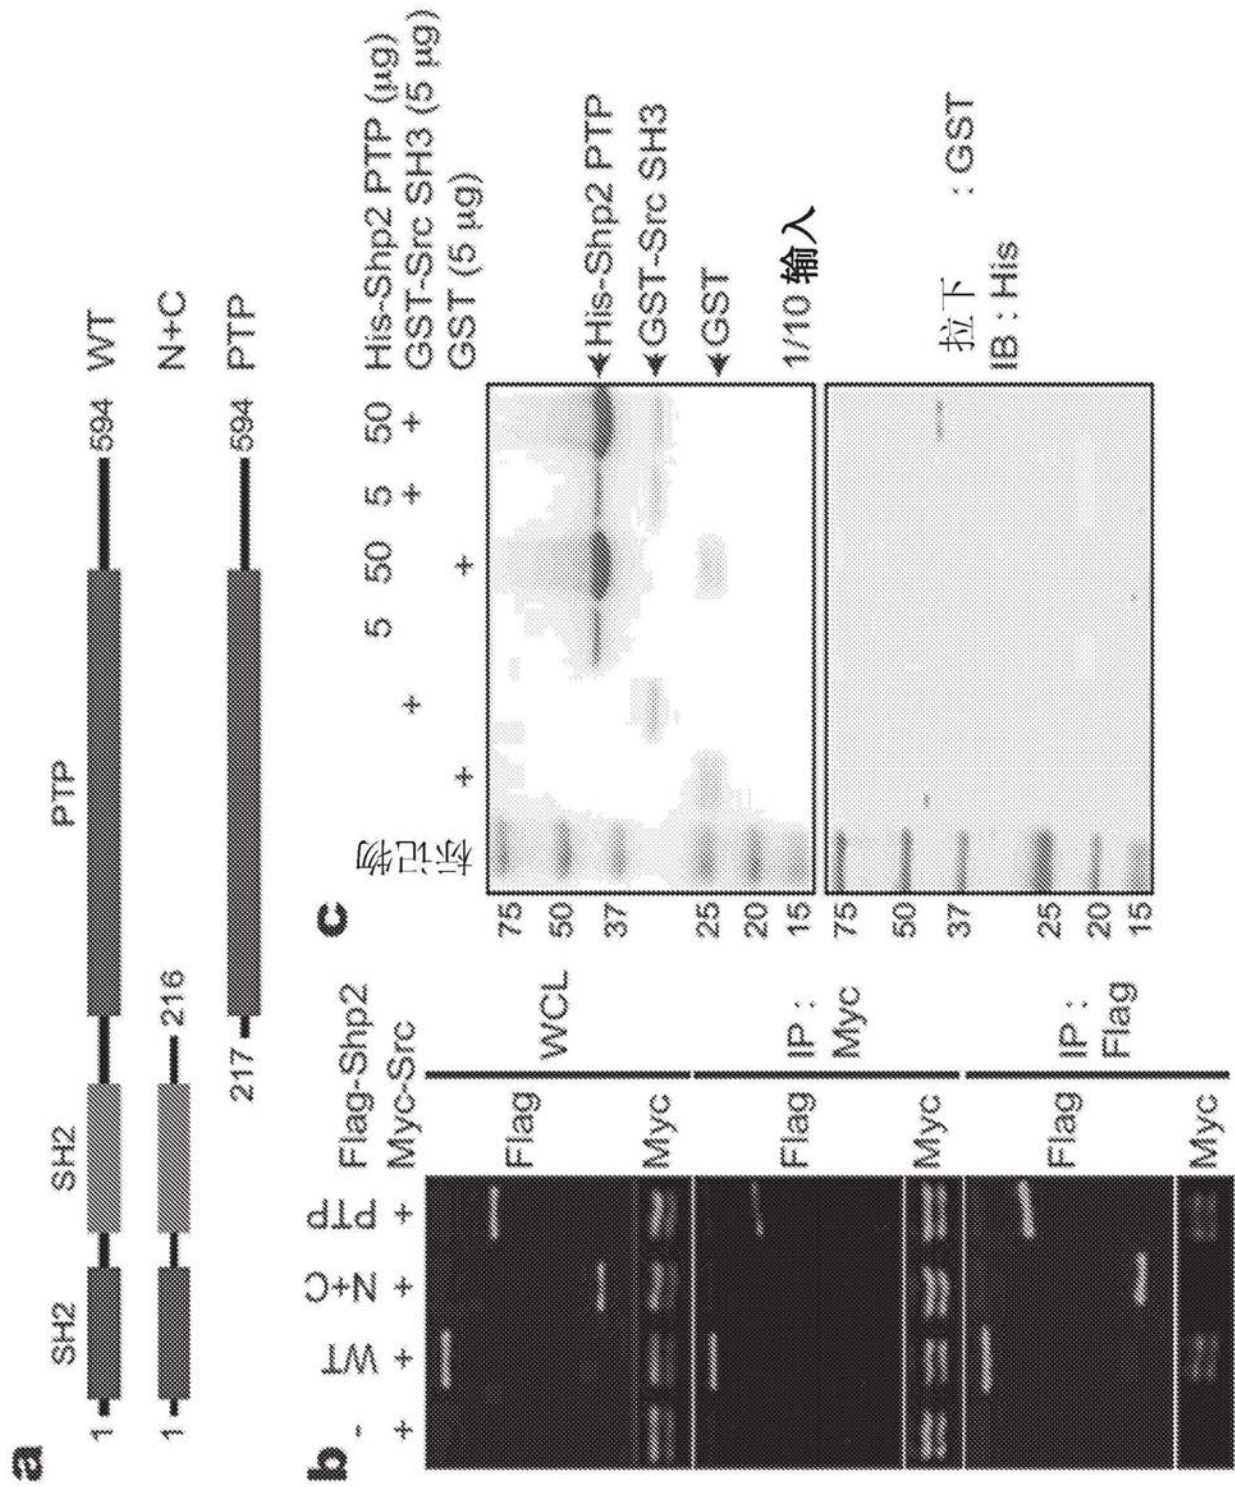 a
SH2 SH2 PTP
1 594 WT
1 216 N+C
217 594 PTP
b
- WT N+C PTP Flag-Shp2
+ + + + Myc-Src
Flag
Myc
WCL
Flag
Myc
IP : Myc
Flag
Myc
IP : Flag
c
标记物
5 50 5 50 His-Shp2 PTP (μg)
+ + + GST-Src SH3 (5 μg)
+ + GST (5 μg)
75
50
37
25
20
15
His-Shp2 PTP
GST-Src SH3
GST
1/10 输入
75
50
37
25
20
15
拉下 : GST
IB : His